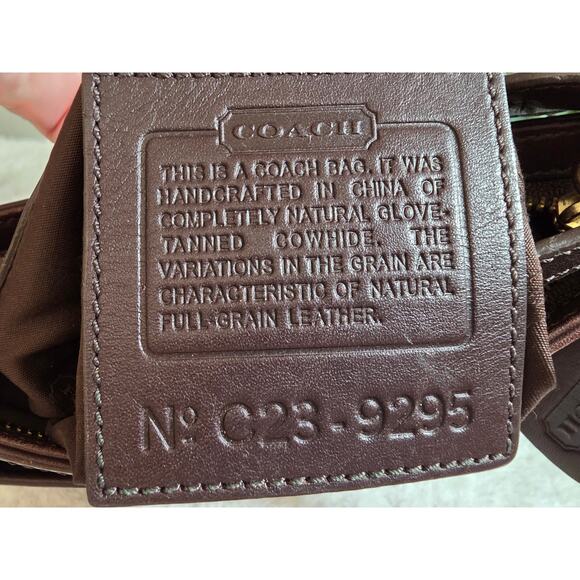 COACH
THIS IS A COACH BAG. IT WAS
HANDCRAFTED IN CHINA OF
COMPLETELY NATURAL GLOVE-
TANNED COWHIDE. THE
VARIATIONS IN THE GRAIN ARE
CHARACTERISTIC OF NATURAL
FULL-GRAIN LEATHER.
Nº C23-9295